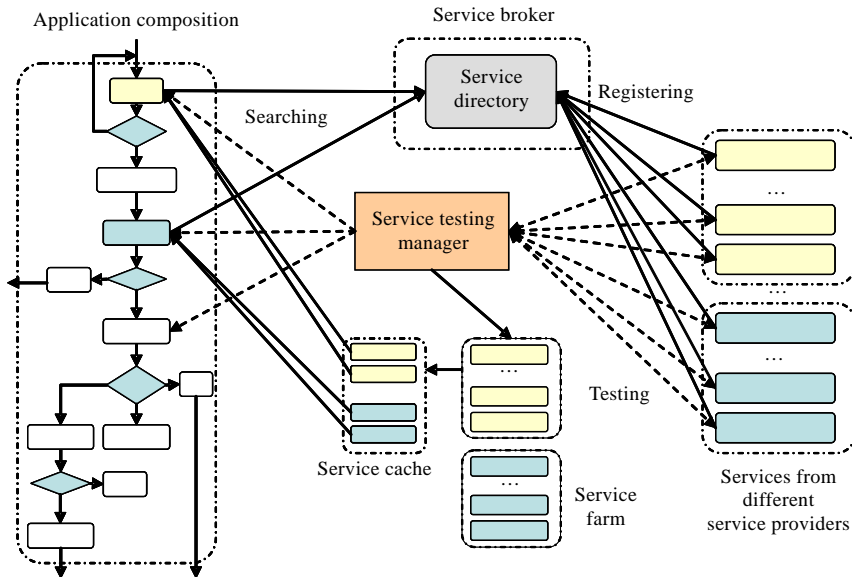 Application composition
Service broker
Service
directory
Searching
Registering
...
Service testing
manager
...
...
...
...
Testing
Service cache
...
Service
farm
Services from
different
service providers